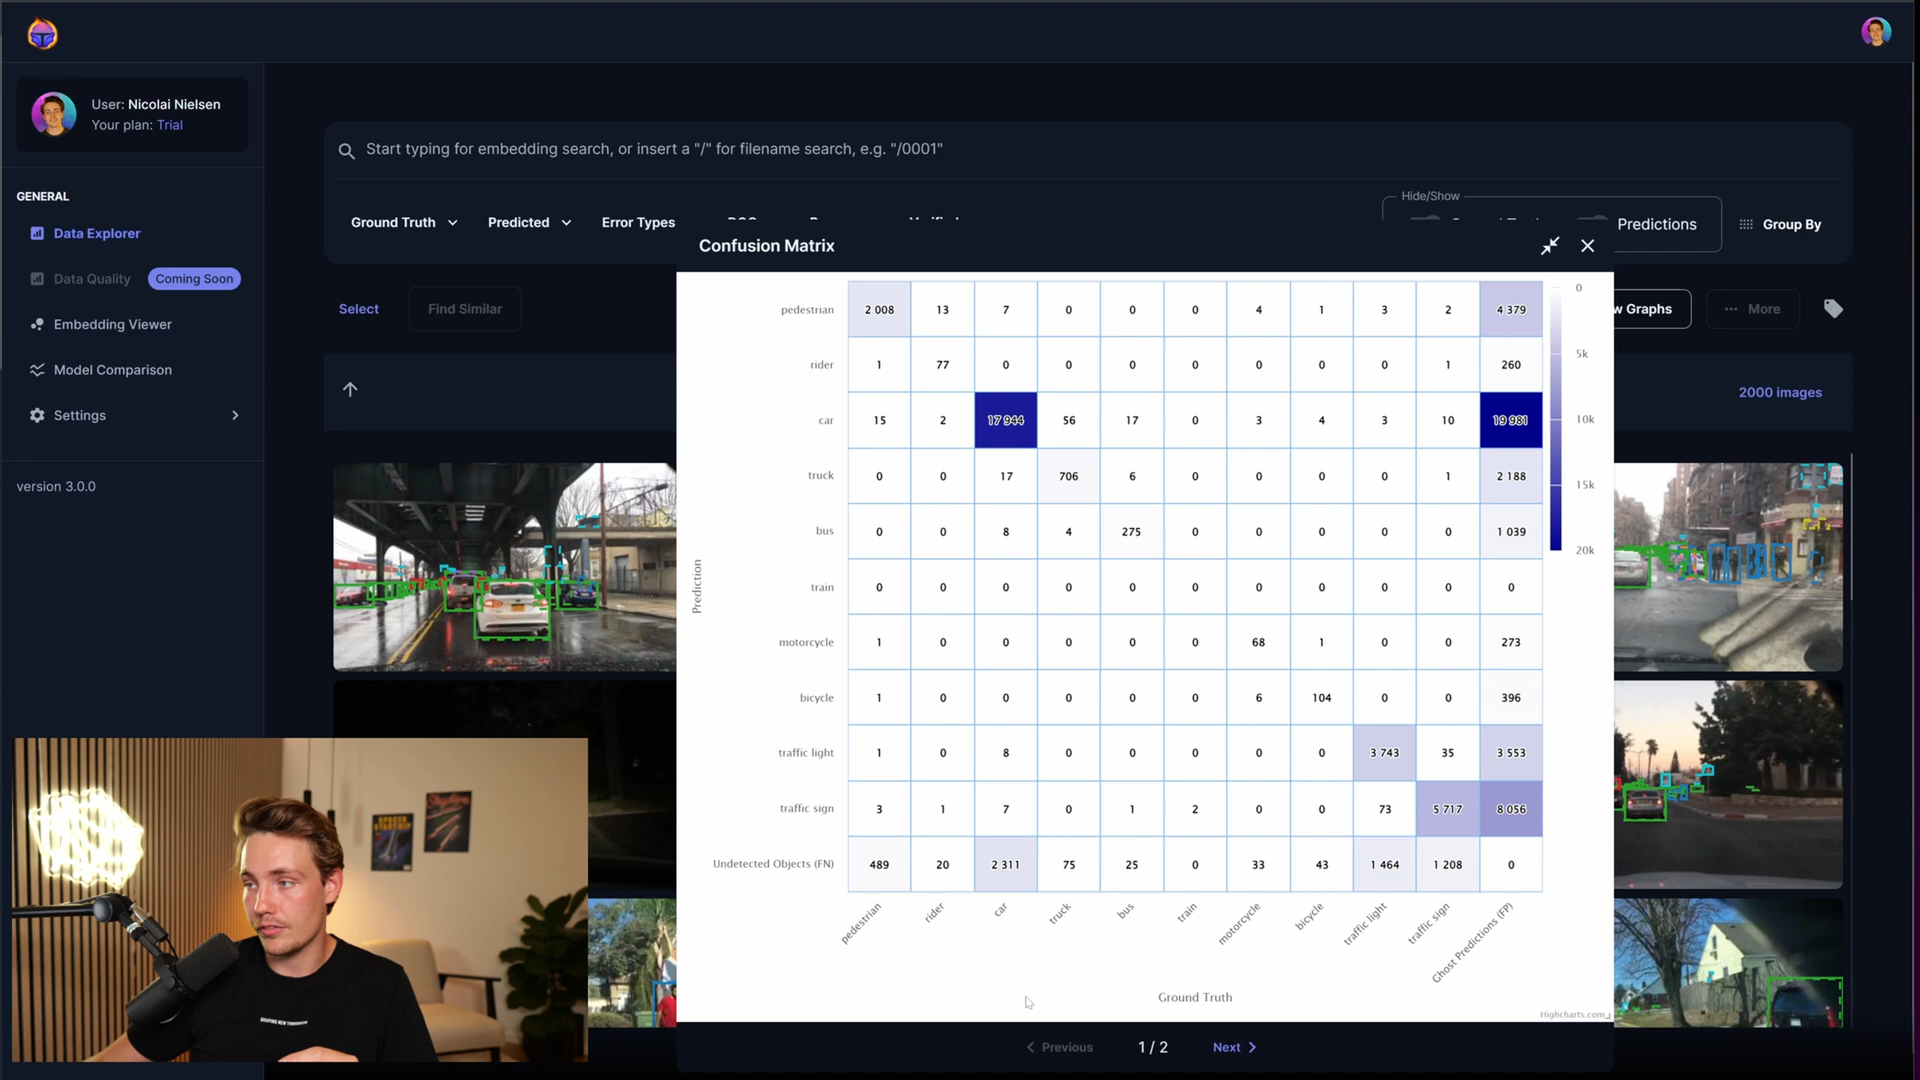 User: Nicolai Nielsen
Your plan: Trial
GENERAL
Data Explorer
Data Quality Coming Soon
Embedding Viewer
Model Comparison
Settings
version 3.0.0
Start typing for embedding search, or insert a "/" for filename search, e.g. "/0001"
Ground Truth Predicted Error Types
Hide/Show
Predictions Group By
Select Find Similar
w Graphs ··· More
2000 images
Confusion Matrix
pedestrian 2 008 13 7 0 0 0 4 1 3 2 4 379
rider 1 77 0 0 0 0 0 0 0 1 260
car 15 2 17 944 56 17 0 3 4 3 10 19 981
truck 0 0 17 706 6 0 0 0 0 1 2 188
bus 0 0 8 4 275 0 0 0 0 0 1 039
train 0 0 0 0 0 0 0 0 0 0 0
motorcycle 1 0 0 0 0 0 68 1 0 0 273
bicycle 1 0 0 0 0 0 6 104 0 0 396
traffic light 1 0 8 0 0 0 0 0 3 743 35 3 553
traffic sign 3 1 7 0 1 2 0 0 73 5 717 8 056
Undetected Objects (FN) 489 20 2 311 75 25 0 33 43 1 464 1 208 0
pedestrian rider car truck bus train motorcycle bicycle traffic light traffic sign Ghost Predictions (FP)
Prediction
Ground Truth
0
5k
10k
15k
20k
Highcharts.com
Previous 1 / 2 Next
SHAPING NEW TOMORROW